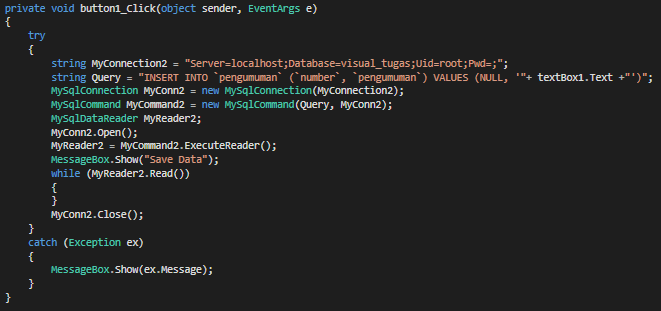 private void button1_Click(object sender, EventArgs e)
{
    try
    {
        string MyConnection2 = "Server=localhost;Database=visual_tugas;Uid=root;Pwd=;";
        string Query = "INSERT INTO `pengumuman` (`number`, `pengumuman`) VALUES (NULL, '"+ textBox1.Text +"')";
        MySqlConnection MyConn2 = new MySqlConnection(MyConnection2);
        MySqlCommand MyCommand2 = new MySqlCommand(Query, MyConn2);
        MySqlDataReader MyReader2;
        MyConn2.Open();
        MyReader2 = MyCommand2.ExecuteReader();
        MessageBox.Show("Save Data");
        while (MyReader2.Read())
        {
        }
        MyConn2.Close();
    }
    catch (Exception ex)
    {
        MessageBox.Show(ex.Message);
    }
}